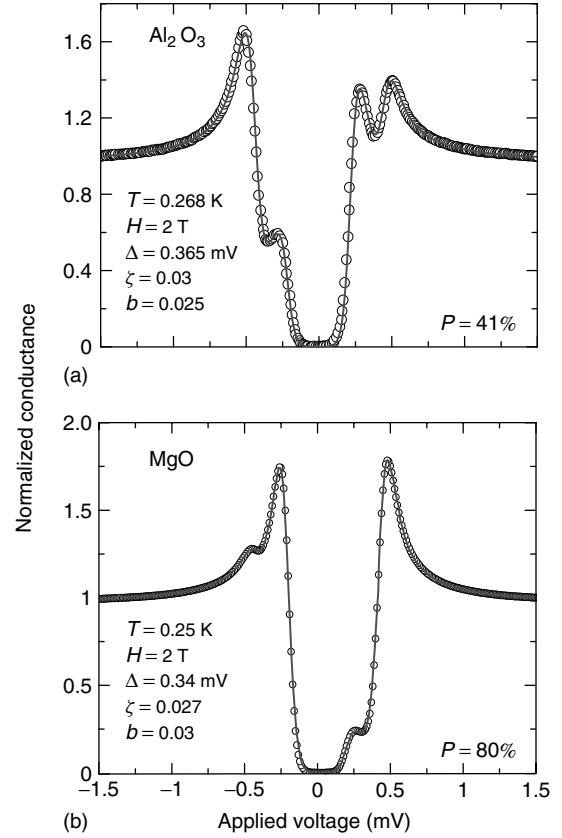 Normalized conductance
1.6
1.2
0.8
0.4
0
Al₂ O₃
T = 0.268 K
H = 2 T
Δ = 0.365 mV
ζ = 0.03
b = 0.025
P = 41%
(a)
2.0
1.5
1
0.5
0
MgO
T = 0.25 K
H = 2 T
Δ = 0.34 mV
ζ = 0.027
b = 0.03
P = 80%
−1.5 −1.0 −0.5 0 0.5 1.0 1.5
(b) Applied voltage (mV)